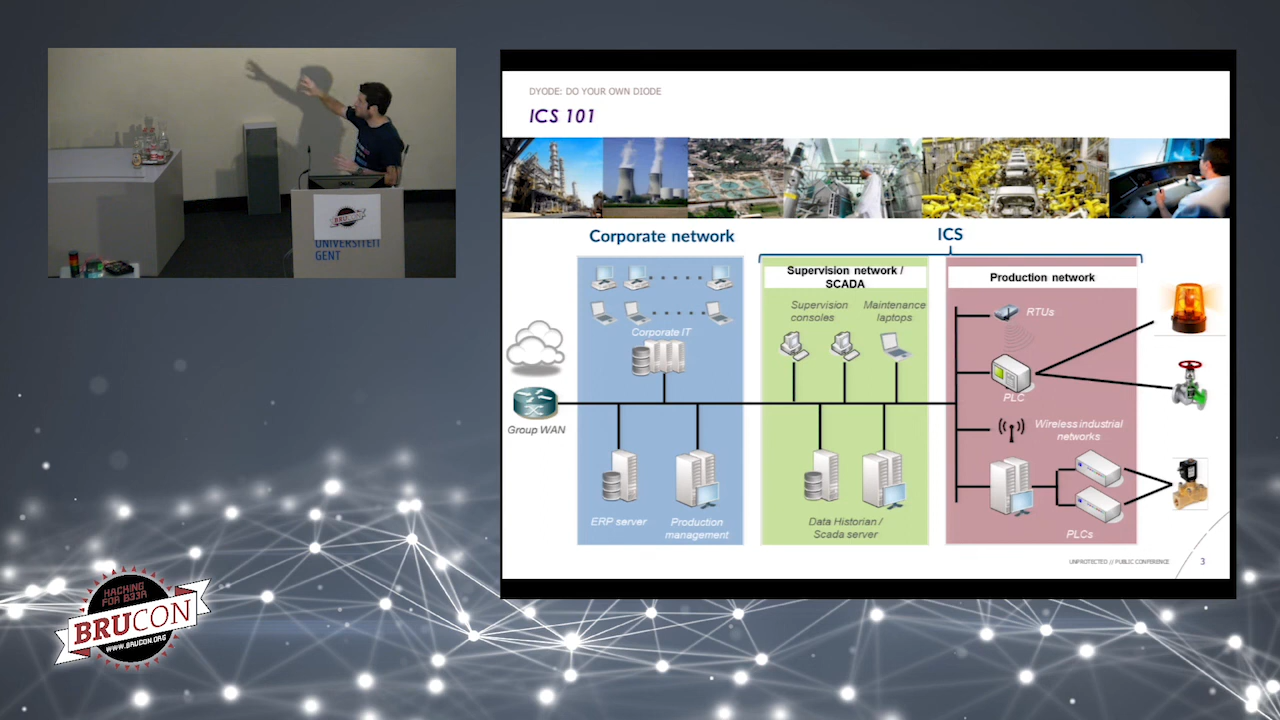 DYODE: DO YOUR OWN DIODE
ICS 101
Corporate network
ICS
Supervision network /
SCADA
Production network
Supervision
consoles
Maintenance
laptops
RTUs
Corporate IT
PLC
Group WAN
Wireless industrial
networks
ERP server
Production
management
Data Historian /
Scada server
PLCs
UNPROTECTED // PUBLIC CONFERENCE
3
BRUCON
UNIVERSITEIT
GENT
HACKING
FOR B33R
BRUCON
WWW.BRUCON.ORG